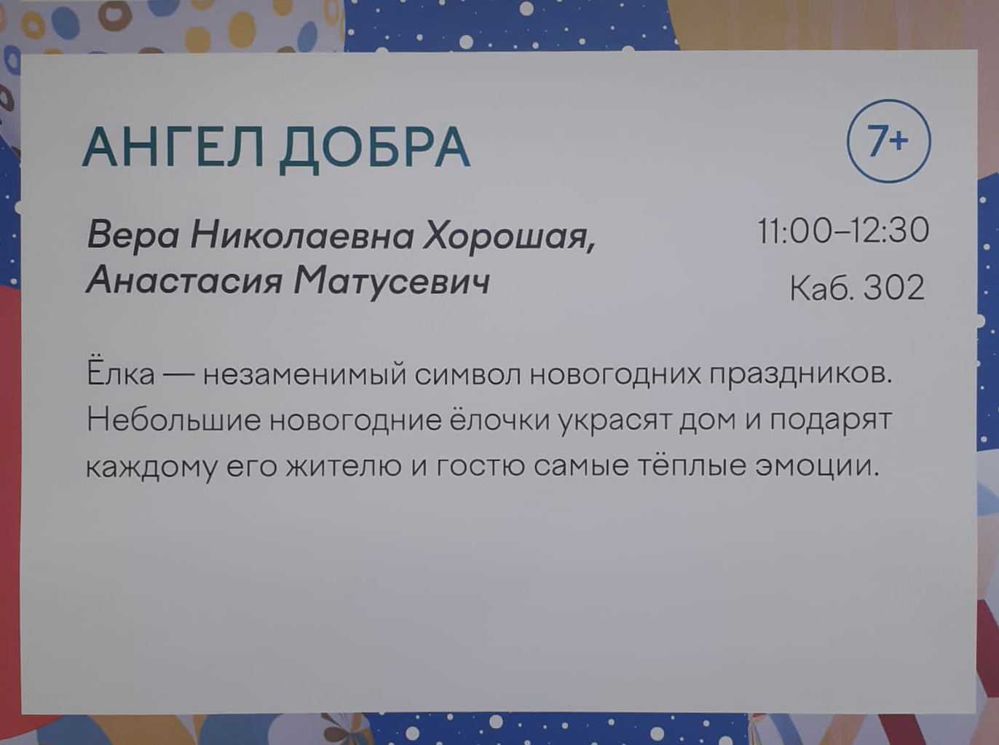 АНГЕЛ ДОБРА
7+
Вера Николаевна Хорошая,
Анастасия Матусевич
11:00–12:30
Каб. 302
Ёлка — незаменимый символ новогодних праздников.
Небольшие новогодние ёлочки украсят дом и подарят
каждому его жителю и гостю самые тёплые эмоции.